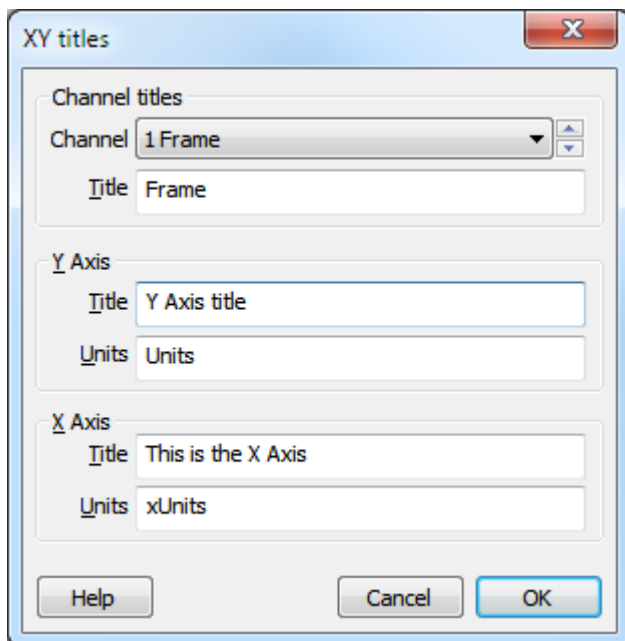 XY titles
Channel titles
Channel 1 Frame
Title Frame
Y Axis
Title Y Axis title
Units Units
X Axis
Title This is the X Axis
Units xUnits
Help Cancel OK